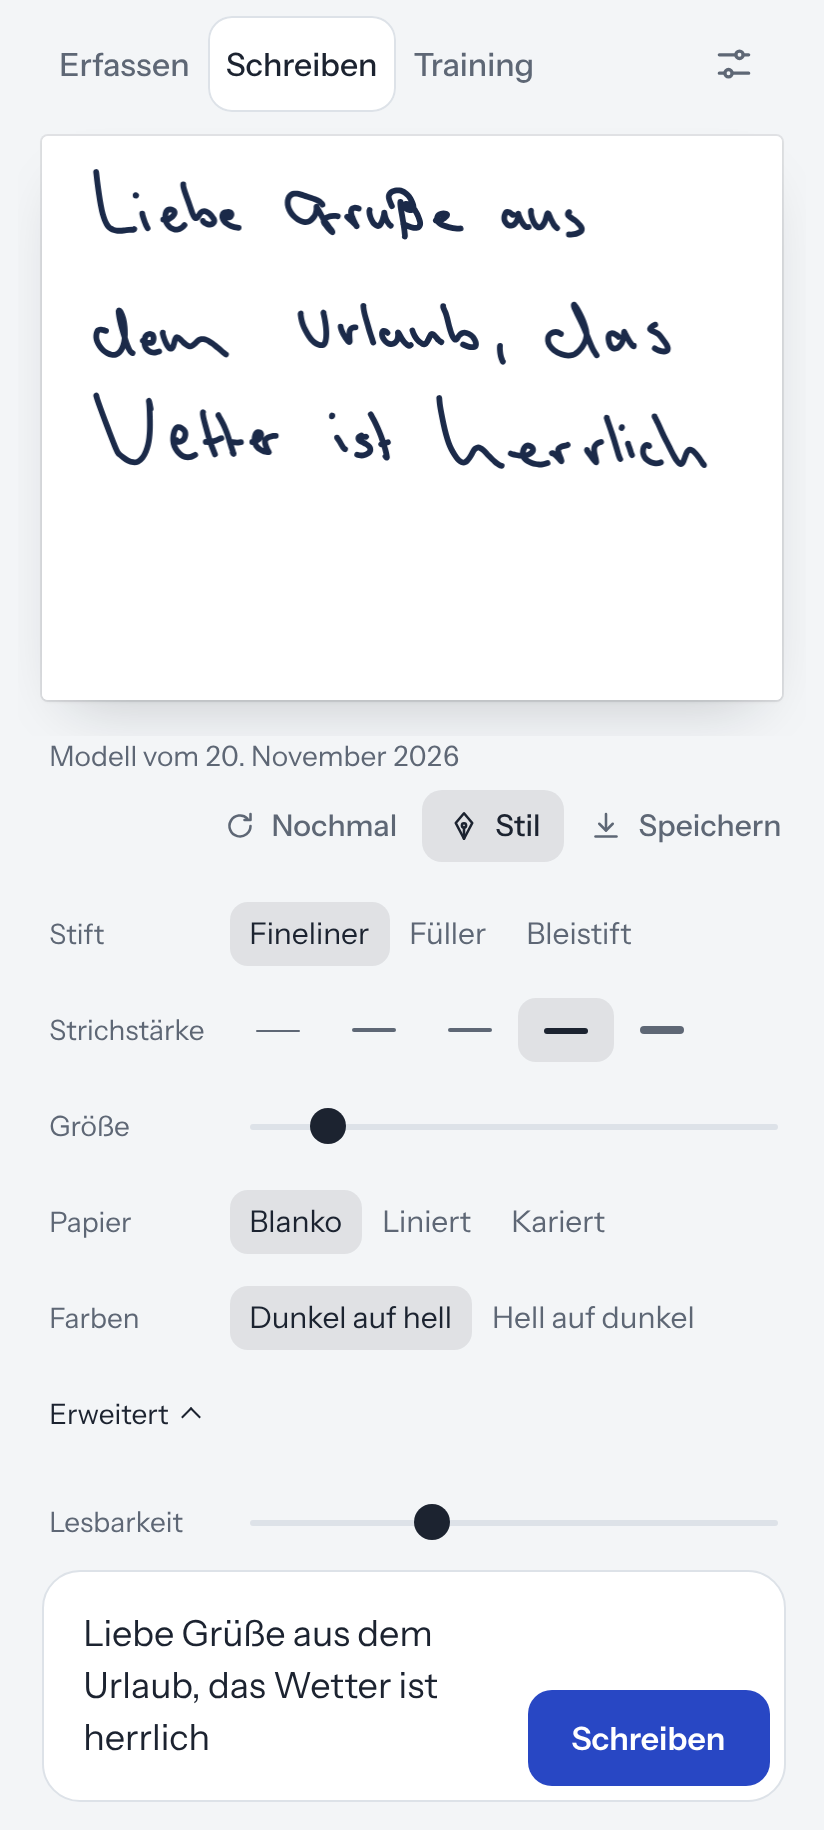 Erfassen Schreiben Training
Liebe Gruße aus
dem Urlaub, das
Vetter ist herrlich
Modell vom 20. November 2026
Nochmal Stil Speichern
Stift Fineliner Füller Bleistift
Strichstärke
Größe
Papier Blanko Liniert Kariert
Farben Dunkel auf hell Hell auf dunkel
Erweitert
Lesbarkeit
Liebe Grüße aus dem
Urlaub, das Wetter ist
herrlich
Schreiben